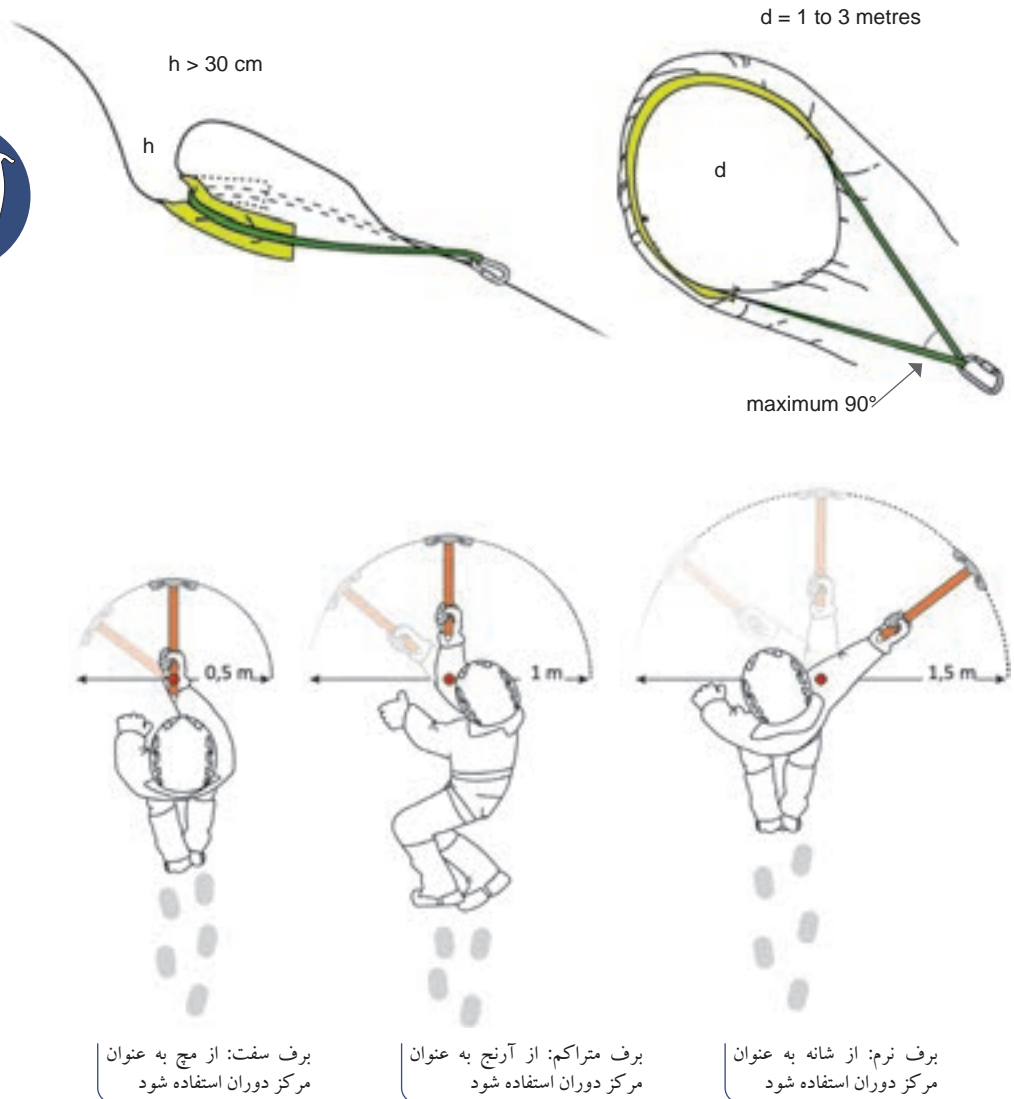 d = 1 to 3 metres
h > 30 cm
h
d
maximum 90°
0,5 m
1 m
1,5 m
برف نرم: از شانه به عنوان
مرکز دوران استفاده شود
برف متراکم: از آرنج به عنوان
مرکز دوران استفاده شود
برف سفت: از مچ به عنوان
مرکز دوران استفاده شود